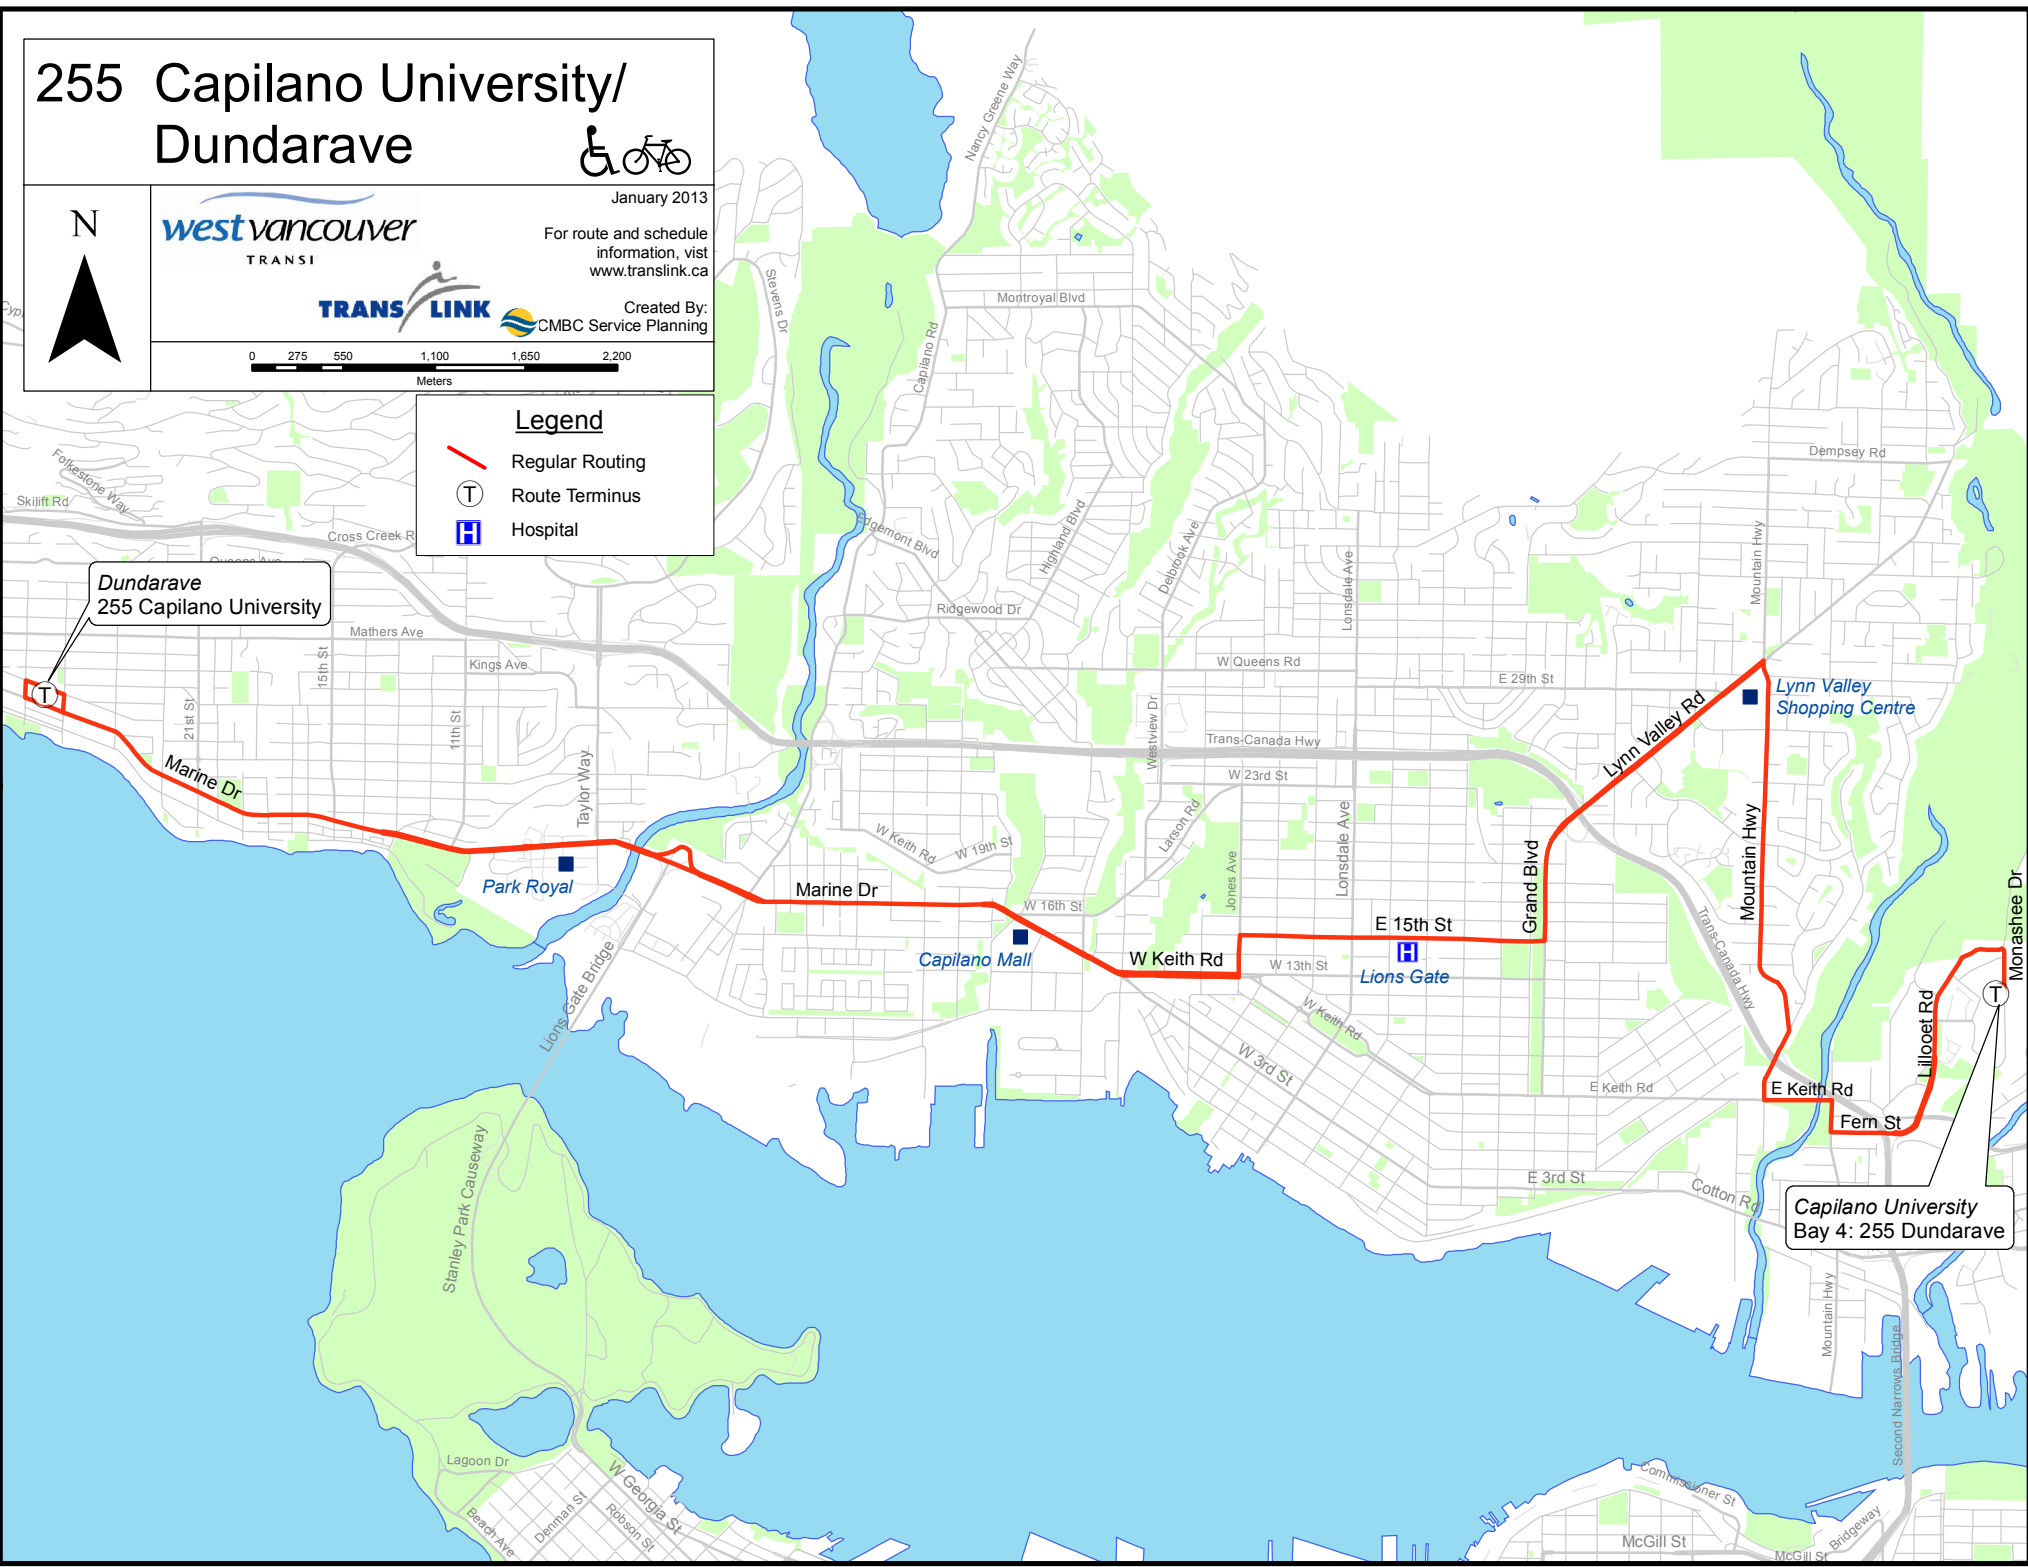 255 Capilano University/
Dundarave
N
west vancouver
TRANSI
TRANS LINK
January 2013
For route and schedule
information, vist
www.translink.ca
Created By:
CMBC Service Planning
0 275 550 1,100 1,650 2,200
Meters
Legend
Regular Routing
T Route Terminus
H Hospital
Nancy Greene Way
Stevens Dr
Montroyal Blvd
Capilano Rd
Dempsey Rd
Folkestone Way
Skilift Rd
Cross Creek R
Queens Ave
Edgemont Blvd
Highland Blvd
Delbrook Ave
Lonsdale Ave
Mountain Hwy
Dundarave
255 Capilano University
Ridgewood Dr
Mathers Ave
Kings Ave
15th St
W Queens Rd
E 29th St
Lynn Valley
Shopping Centre
T
21st St
11th St
Westview Dr
Lynn Valley Rd
Trans-Canada Hwy
Marine Dr
Taylor Way
W 23rd St
Larson Rd
Lonsdale Ave
W Keith Rd
W 19th St
Jones Ave
Grand Blvd
Mountain Hwy
Park Royal
Marine Dr
W 16th St
E 15th St
Monashee Dr
Capilano Mall
W Keith Rd
W 13th St
H
Lions Gate
Trans-Canada Hwy
Lions Gate Bridge
W Keith Rd
T
Lillooet Rd
W 3rd St
E Keith Rd
E Keith Rd
Fern St
Stanley Park Causeway
E 3rd St
Cotton Rd
Capilano University
Bay 4: 255 Dundarave
Mountain Hwy
Second Narrows Bridge
Lagoon Dr
W Georgia St
Denman St
Robson St
Beach Ave
Commissioner St
McGill St
McGill St
Bridgeway